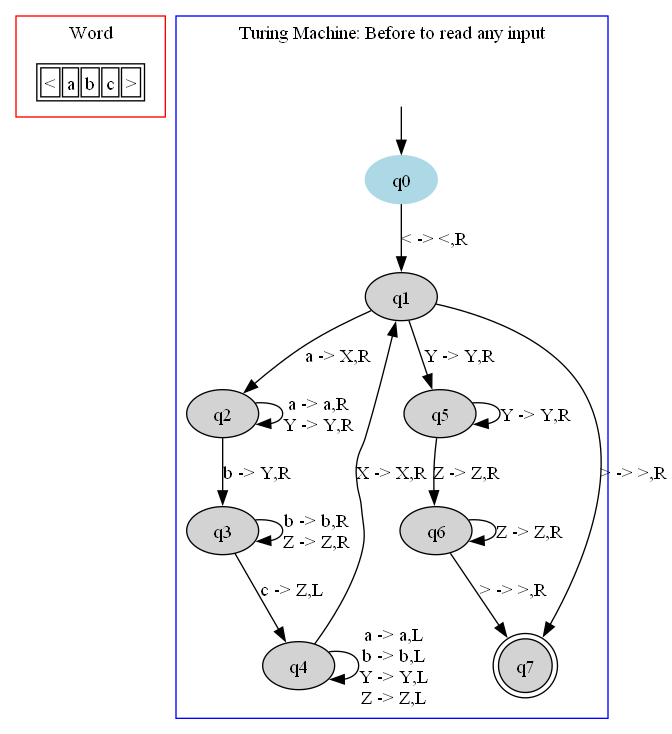 Word
< a b c >
Turing Machine: Before to read any input
q0
< -> <,R
q1
a -> X,R
Y -> Y,R
q2
a -> a,R
Y -> Y,R
q5
Y -> Y,R
b -> Y,R
X -> X,R
Z -> Z,R
> -> >,R
q3
b -> b,R
Z -> Z,R
q6
Z -> Z,R
c -> Z,L
> -> >,R
q4
a -> a,L
b -> b,L
Y -> Y,L
Z -> Z,L
q7